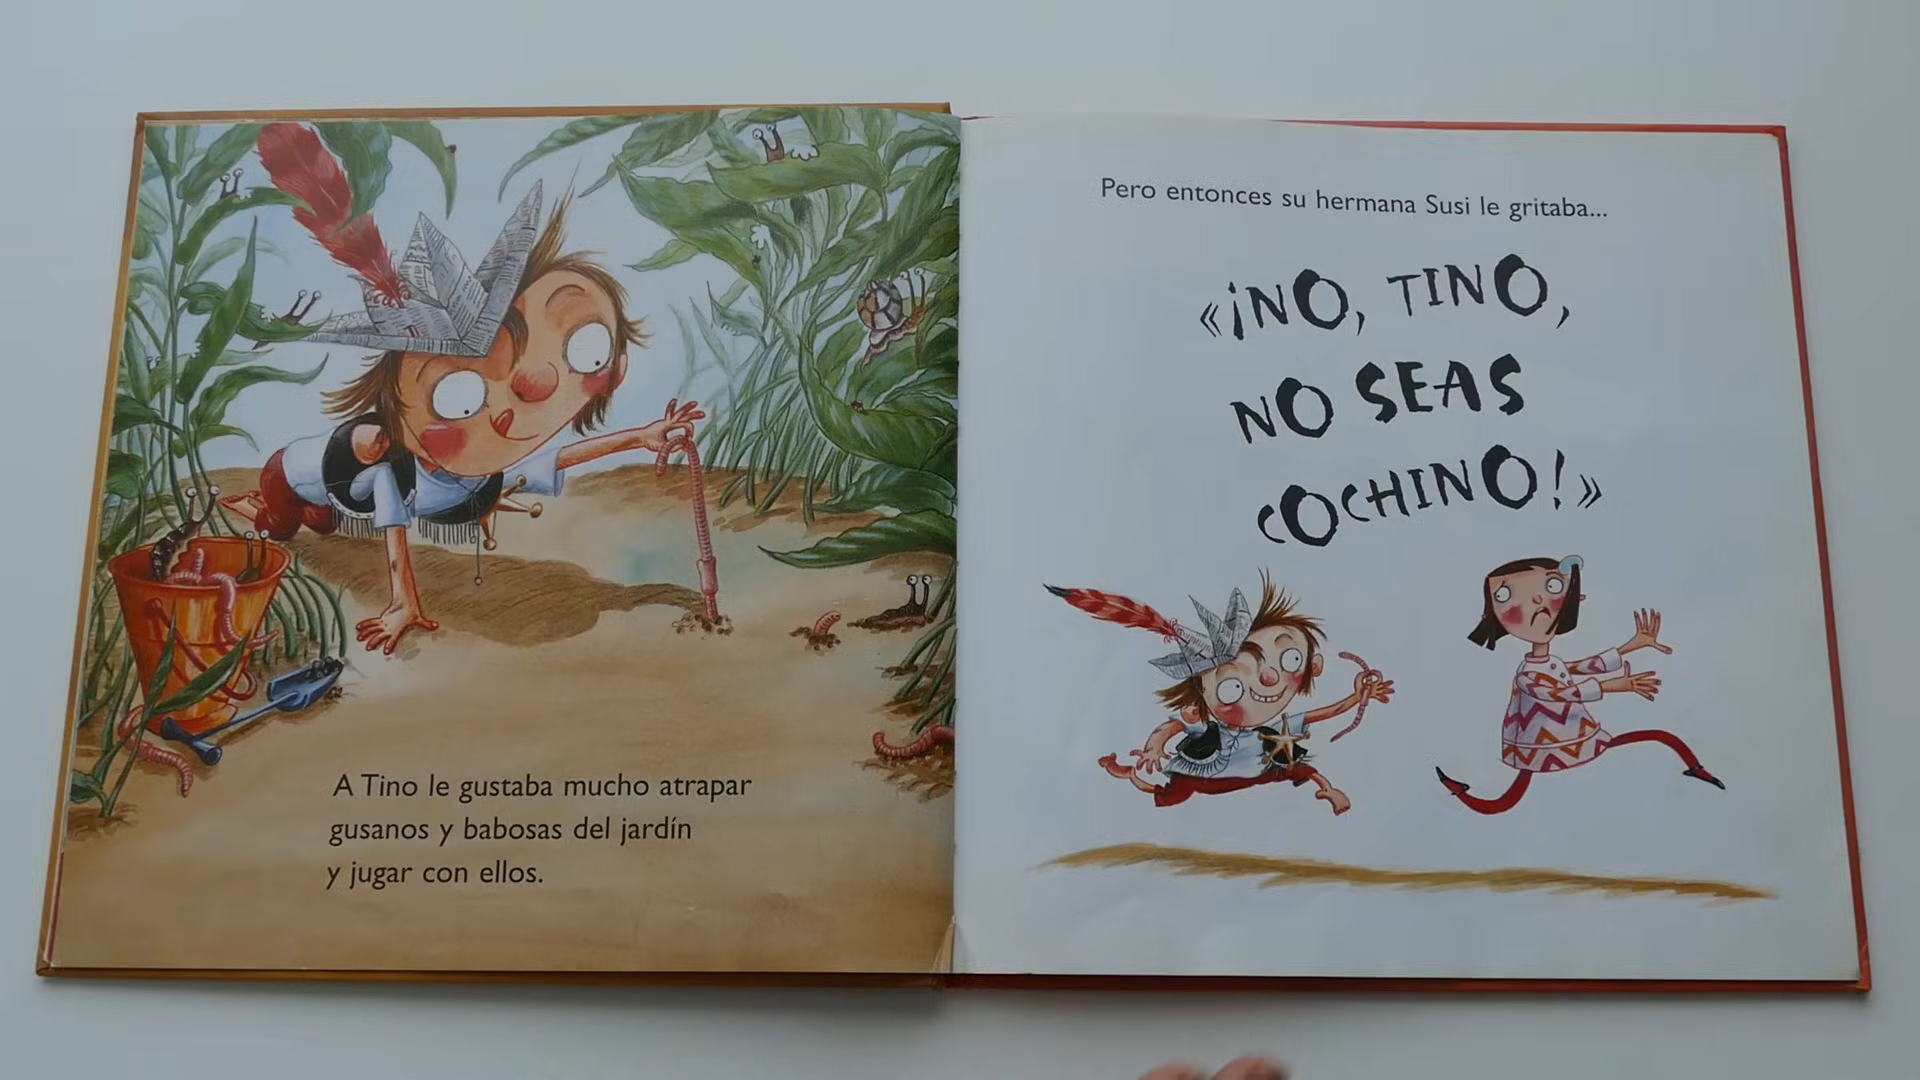 A Tino le gustaba mucho atrapar
gusanos y babosas del jardín
y jugar con ellos.
Pero entonces su hermana Susi le gritaba...
«¡NO, TINO,
NO SEAS
COCHINO!»